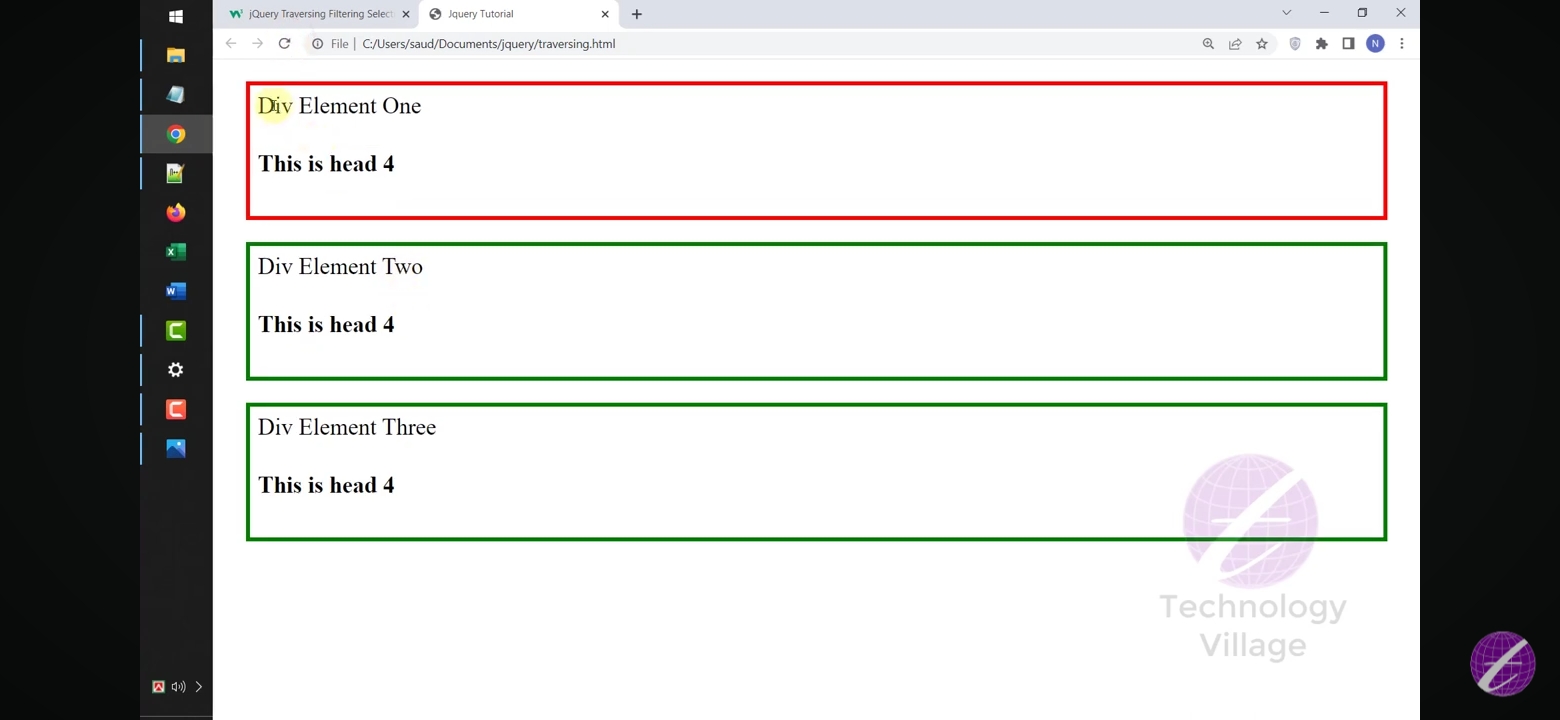 jQuery Traversing Filtering Select
Jquery Tutorial
File
C:/Users/saud/Documents/jquery/traversing.html
N
Div Element One
This is head 4
Div Element Two
This is head 4
Div Element Three
This is head 4
Technology
Village